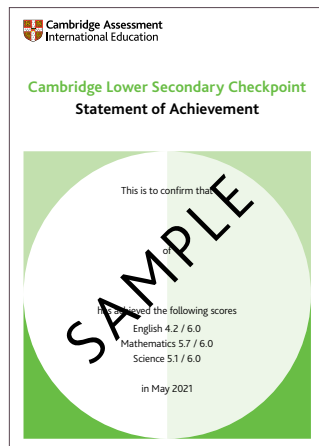 Cambridge Assessment
International Education
Cambridge Lower Secondary Checkpoint
Statement of Achievement
This is to confirm that
of
has achieved the following scores
English 4.2 / 6.0
Mathematics 5.7 / 6.0
Science 5.1 / 6.0
in May 2021
SAMPLE